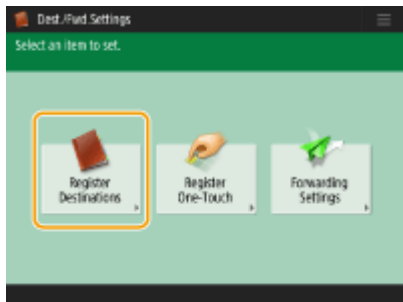 Dest./Fwd Settings
Select an item to set.
Register
Destinations
Register
One-Touch
Forwarding
Settings